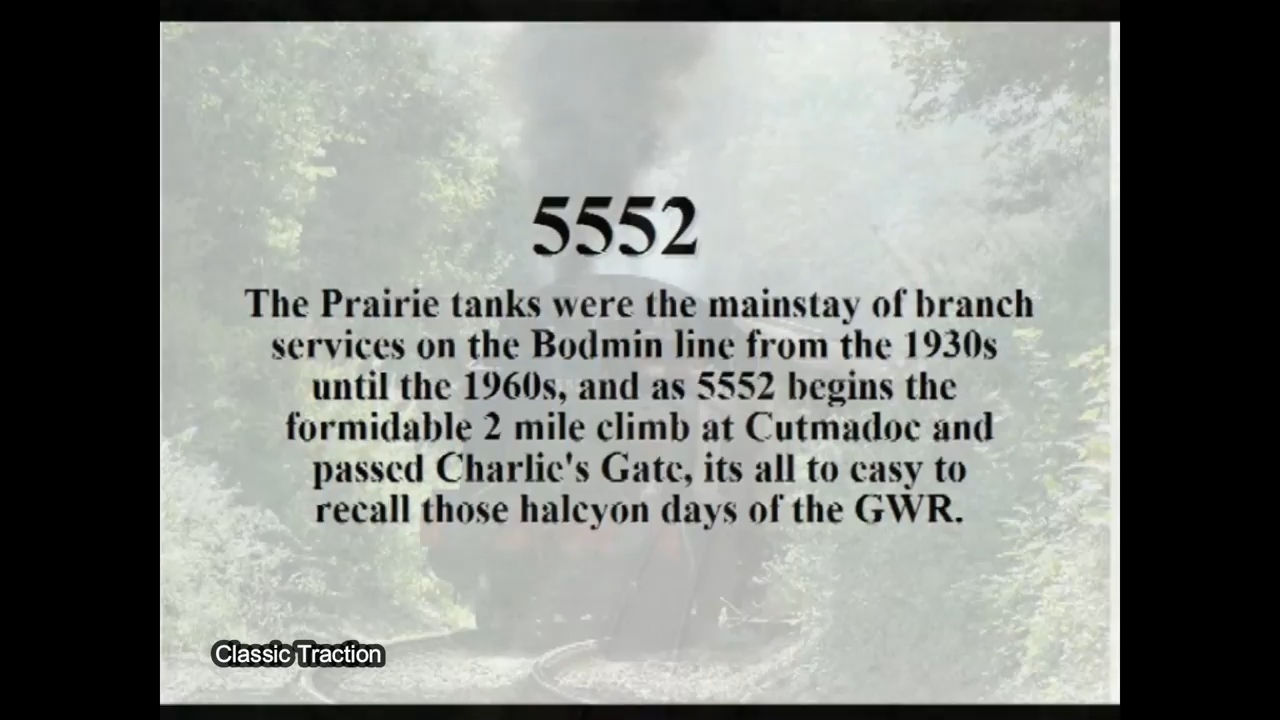 5552
The Prairie tanks were the mainstay of branch
services on the Bodmin line from the 1930s
until the 1960s, and as 5552 begins the
formidable 2 mile climb at Cutmadoc and
passed Charlie's Gate, its all to easy to
recall those halcyon days of the GWR.
Classic Traction